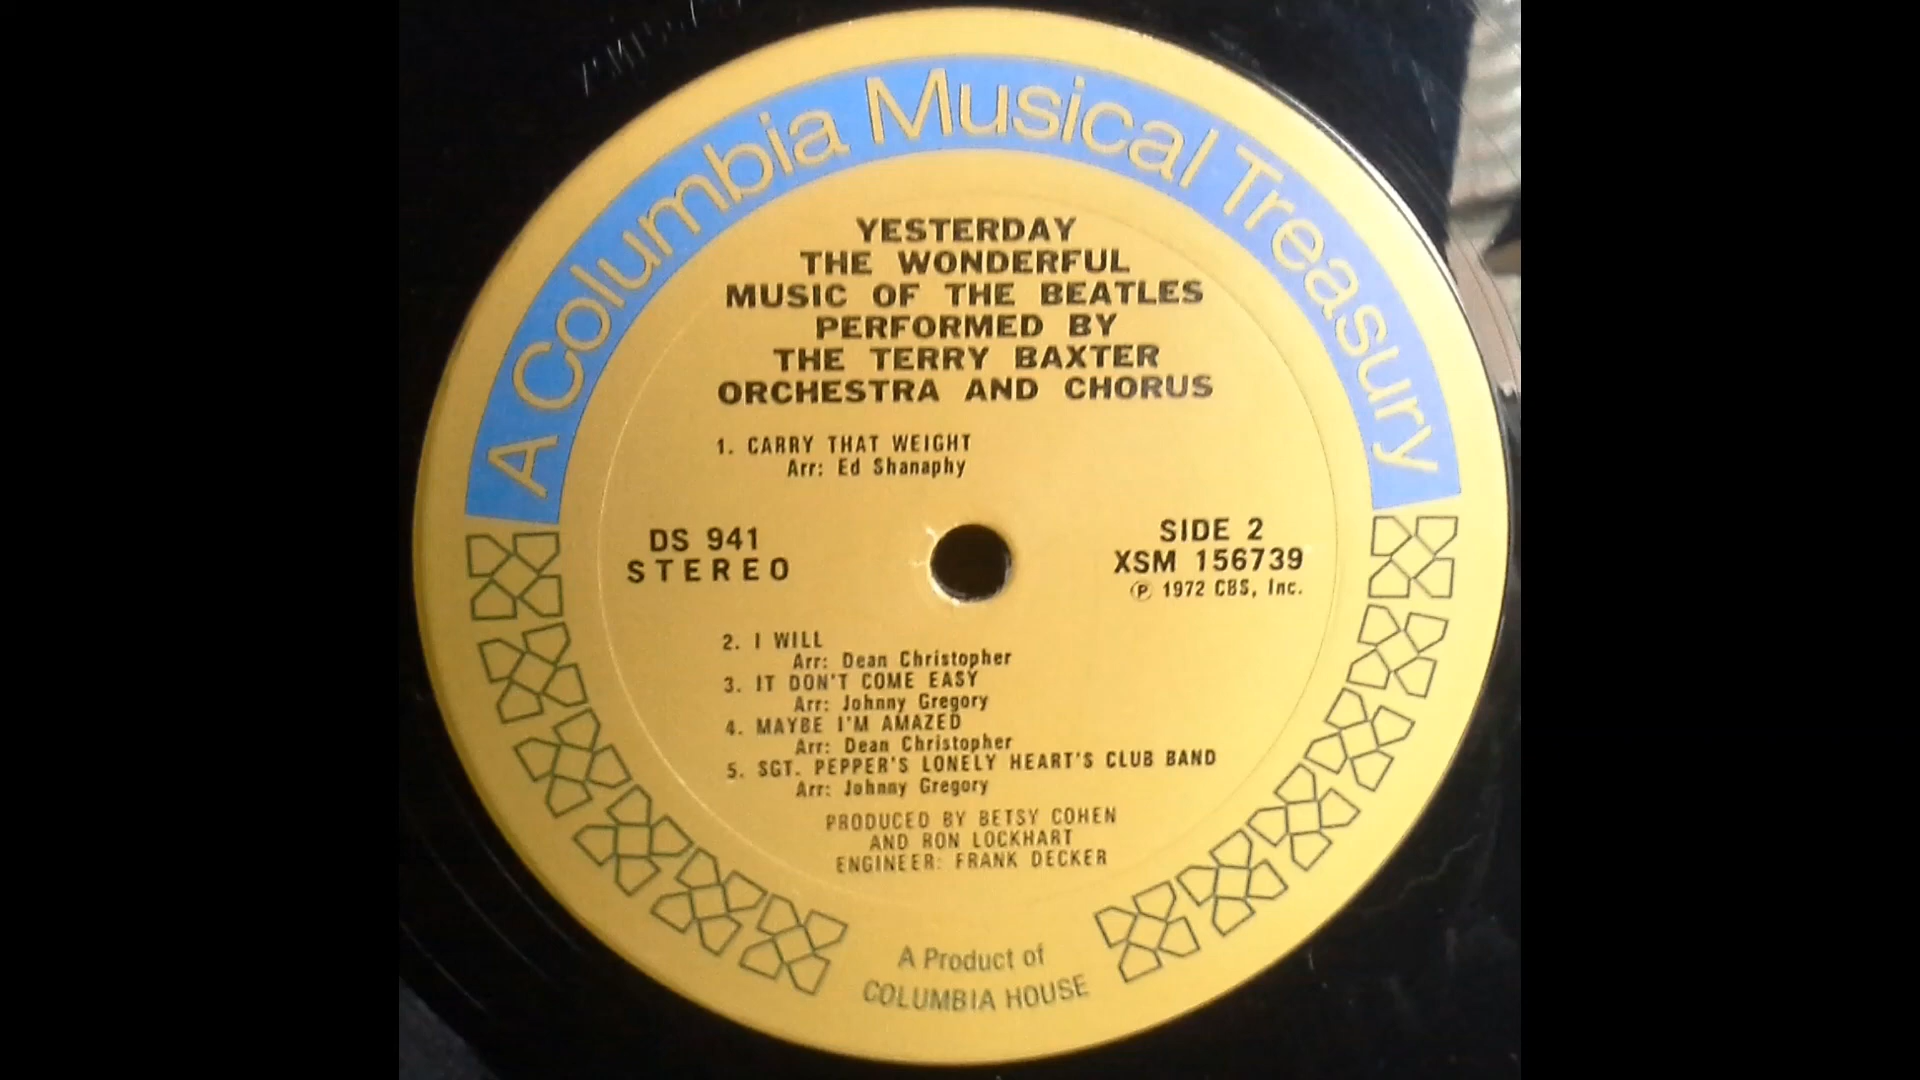 A Columbia Musical Treasury
YESTERDAY
THE WONDERFUL
MUSIC OF THE BEATLES
PERFORMED BY
THE TERRY BAXTER
ORCHESTRA AND CHORUS
1. CARRY THAT WEIGHT
Arr: Ed Shanaphy
DS 941
STEREO
SIDE 2
XSM 156739
℗ 1972 CBS, Inc.
2. I WILL
Arr: Dean Christopher
3. IT DON'T COME EASY
Arr: Johnny Gregory
4. MAYBE I'M AMAZED
Arr: Dean Christopher
5. SGT. PEPPER'S LONELY HEART'S CLUB BAND
Arr: Johnny Gregory
PRODUCED BY BETSY COHEN
AND RON LOCKHART
ENGINEER: FRANK DECKER
A Product of
COLUMBIA HOUSE